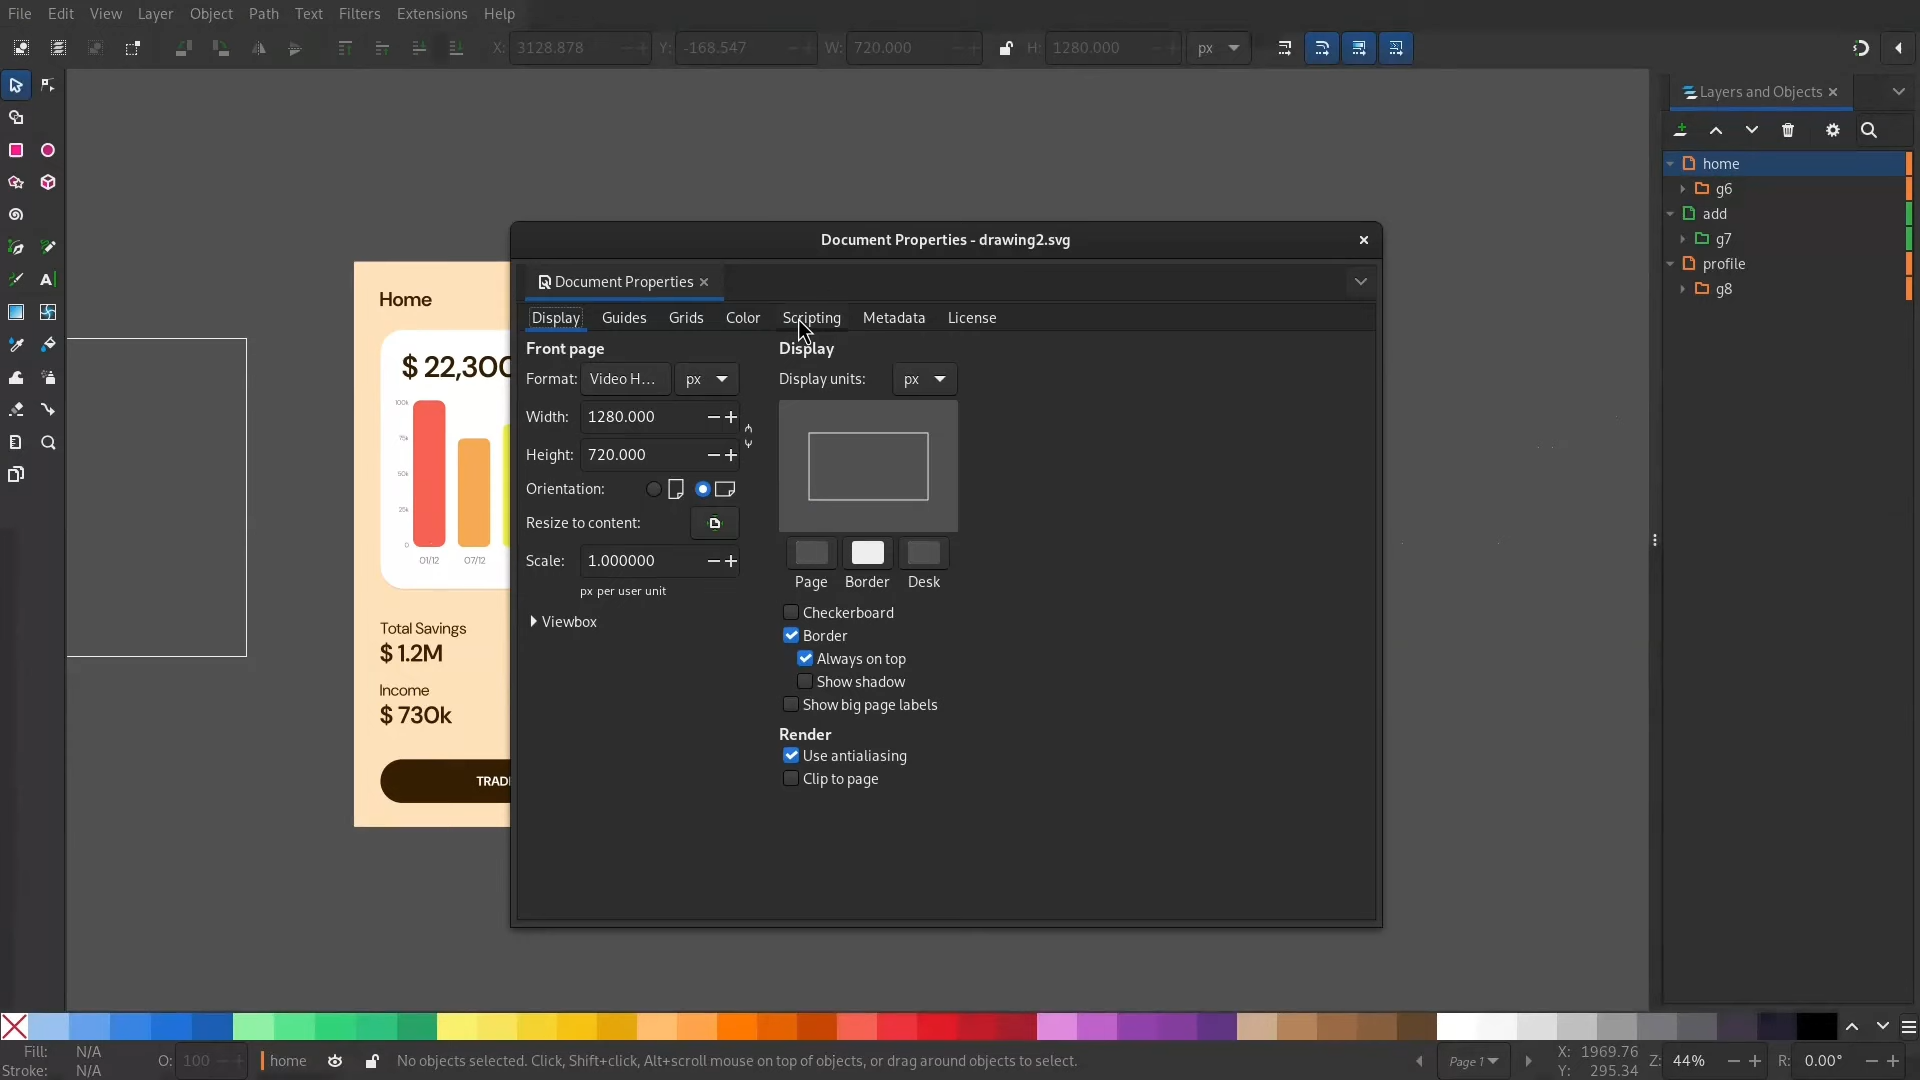 File Edit View Layer Object Path Text Filters Extensions Help
X: 3128.878 Y: -168.547 W: 720.000 H: 1280.000 px
Layers and Objects
home
g6
add
g7
profile
g8
Home
$ 22,300
100k
75k
50k
25k
0
01/12 07/12
Total Savings
$ 1.2M
Income
$ 730k
Document Properties - drawing2.svg
Document Properties
Display Guides Grids Color Scripting Metadata License
Front page
Format: Video H... px
Width: 1280.000
Height: 720.000
Orientation:
Resize to content:
Scale: 1.000000
px per user unit
Viewbox
Display
Display units: px
Page Border Desk
Checkerboard
Border
Always on top
Show shadow
Show big page labels
Render
Use antialiasing
Clip to page
Fill: N/A
Stroke: N/A
O: 100
home
No objects selected. Click, Shift+click, Alt+scroll mouse on top of objects, or drag around objects to select.
Page 1
X: 1969.76
Y: 295.34
Z: 44%
R: 0.00°